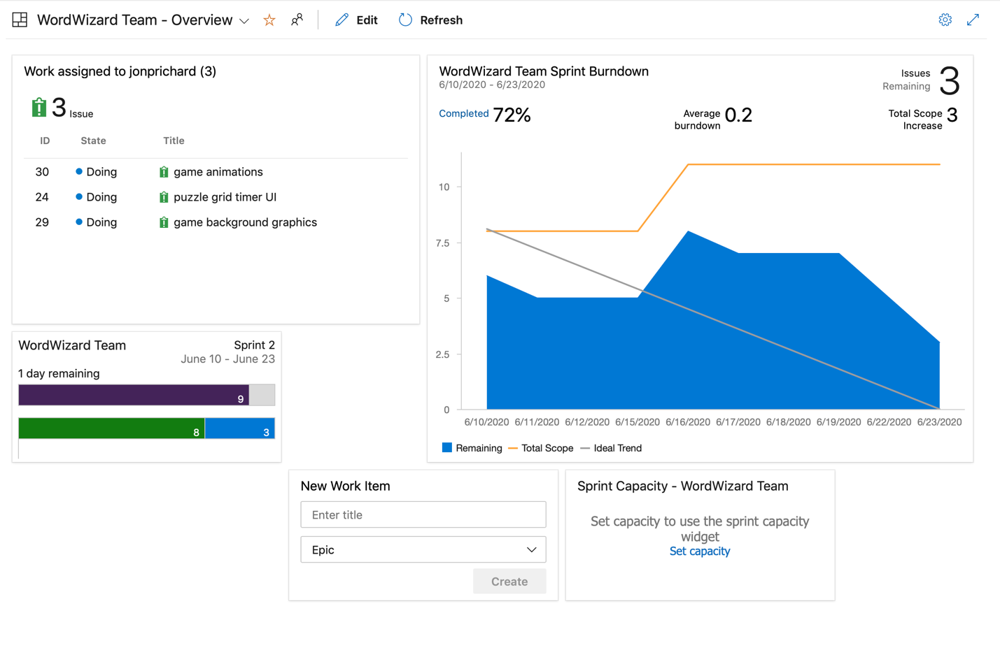 WordWizard Team - Overview
Edit
Refresh
Work assigned to jonprichard (3)
3 Issue
ID State Title
30 Doing game animations
24 Doing puzzle grid timer UI
29 Doing game background graphics
WordWizard Team Sprint Burndown
6/10/2020 - 6/23/2020
Issues
Remaining 3
Completed 72%
Average
burndown 0.2
Total Scope
Increase 3
10
7.5
5
2.5
0
6/10/2020 6/11/2020 6/12/2020 6/15/2020 6/16/2020 6/17/2020 6/18/2020 6/19/2020 6/22/2020 6/23/2020
Remaining Total Scope Ideal Trend
WordWizard Team
Sprint 2
June 10 - June 23
1 day remaining
9
8 3
New Work Item
Enter title
Epic
Create
Sprint Capacity - WordWizard Team
Set capacity to use the sprint capacity
widget
Set capacity